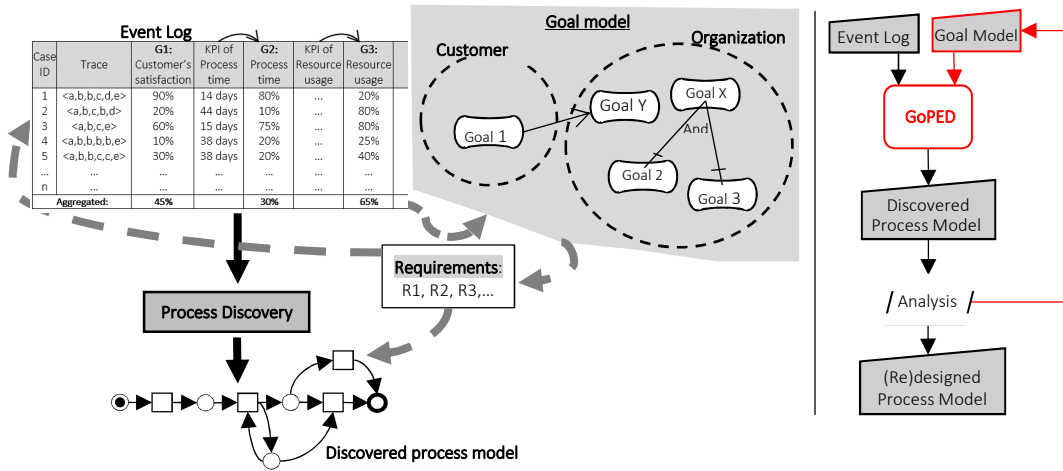 Event Log
Case ID Trace G1: Customer's satisfaction KPI of Process time G2: Process time KPI of Resource usage G3: Resource usage
1 <a,b,b,c,d,e> 90% 14 days 80% ... 20%
2 <a,b,c,b,d> 20% 44 days 10% ... 80%
3 <a,b,c,e> 60% 15 days 75% ... 80%
4 <a,b,b,b,b,e> 10% 38 days 20% ... 25%
5 <a,b,b,c,c,e> 30% 38 days 20% ... 40%
... ... ... ... ... ... ...
n ... ... ... ... ... ...
Aggregated: 45% 30% 65%
Goal model
Customer
Organization
Goal 1
Goal Y
Goal X
And
Goal 2
Goal 3
Requirements:
R1, R2, R3,...
Process Discovery
Discovered process model
Event Log
Goal Model
GoPED
Discovered
Process Model
/ Analysis /
(Re)designed
Process Model